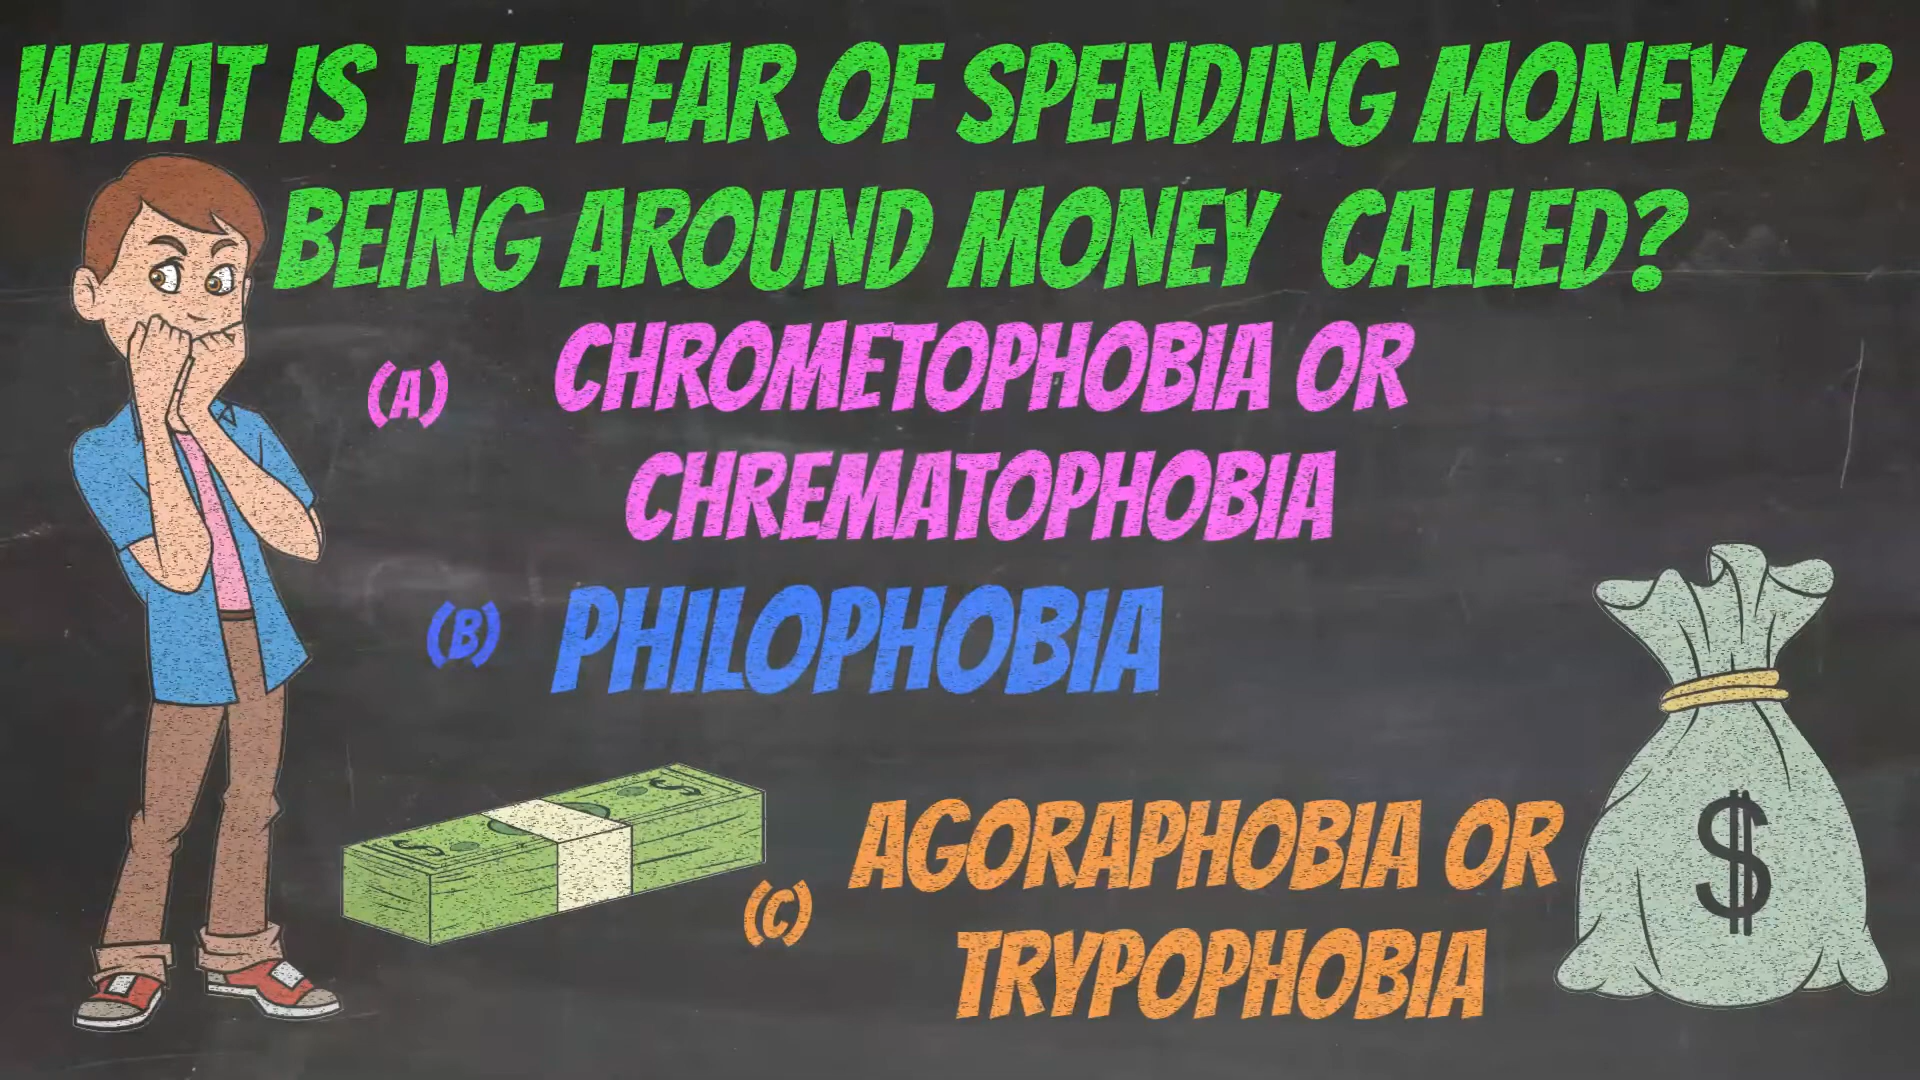 WHAT IS THE FEAR OF SPENDING MONEY OR
BEING AROUND MONEY CALLED?
(A) CHROMETOPHOBIA OR
CHREMATOPHOBIA
(B) PHILOPHOBIA
(C) AGORAPHOBIA OR
TRYPOPHOBIA
$ $
$